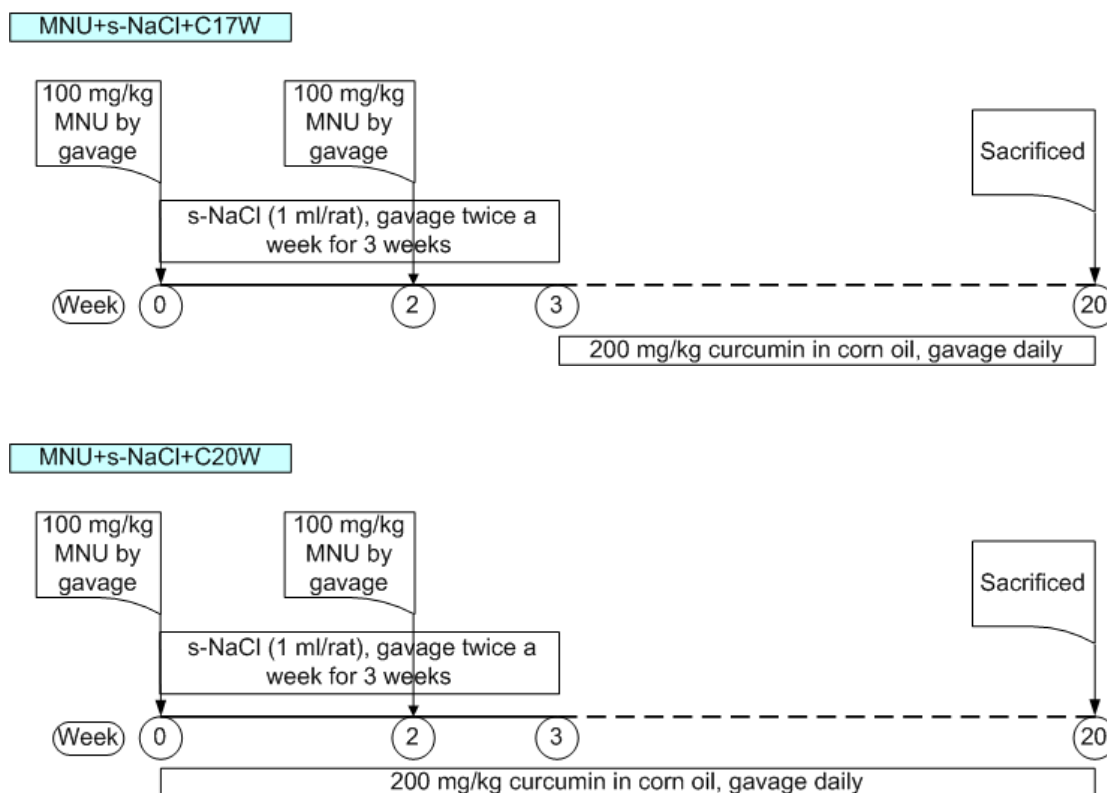 MNU+s-NaCl+C17W
100 mg/kg
MNU by
gavage
100 mg/kg
MNU by
gavage
Sacrificed
s-NaCl (1 ml/rat), gavage twice a
week for 3 weeks
Week 0 2 3 20
200 mg/kg curcumin in corn oil, gavage daily
MNU+s-NaCl+C20W
100 mg/kg
MNU by
gavage
100 mg/kg
MNU by
gavage
Sacrificed
s-NaCl (1 ml/rat), gavage twice a
week for 3 weeks
Week 0 2 3 20
200 mg/kg curcumin in corn oil, gavage daily